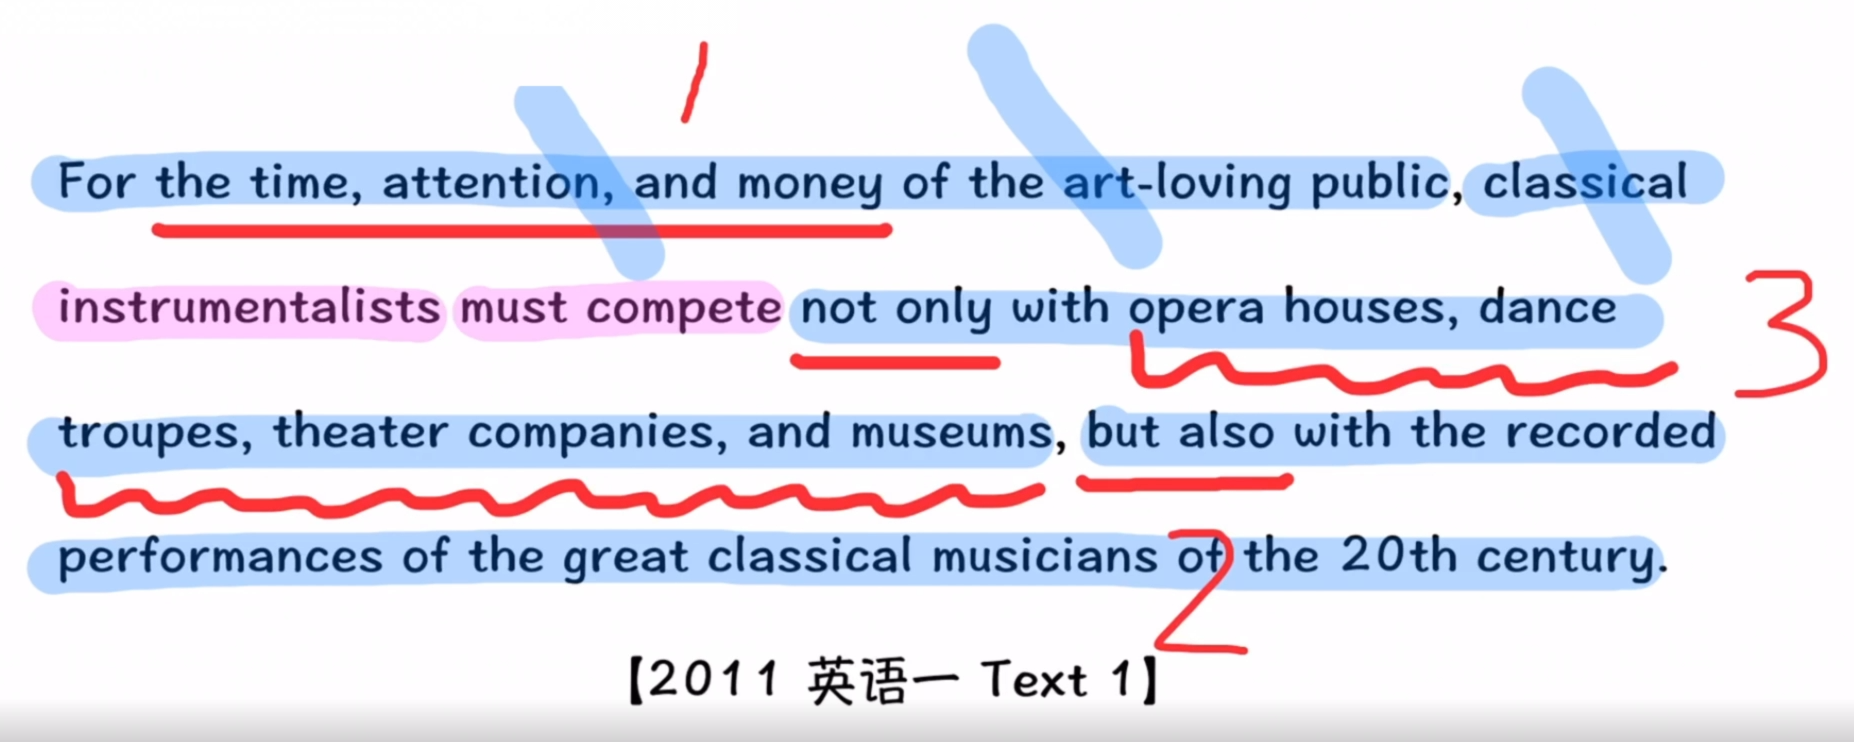 1
For the time, attention, and money of the art-loving public, classical
instrumentalists must compete not only with opera houses, dance
3
troupes, theater companies, and museums, but also with the recorded
performances of the great classical musicians of the 20th century.
2
【2011 英语一 Text 1】